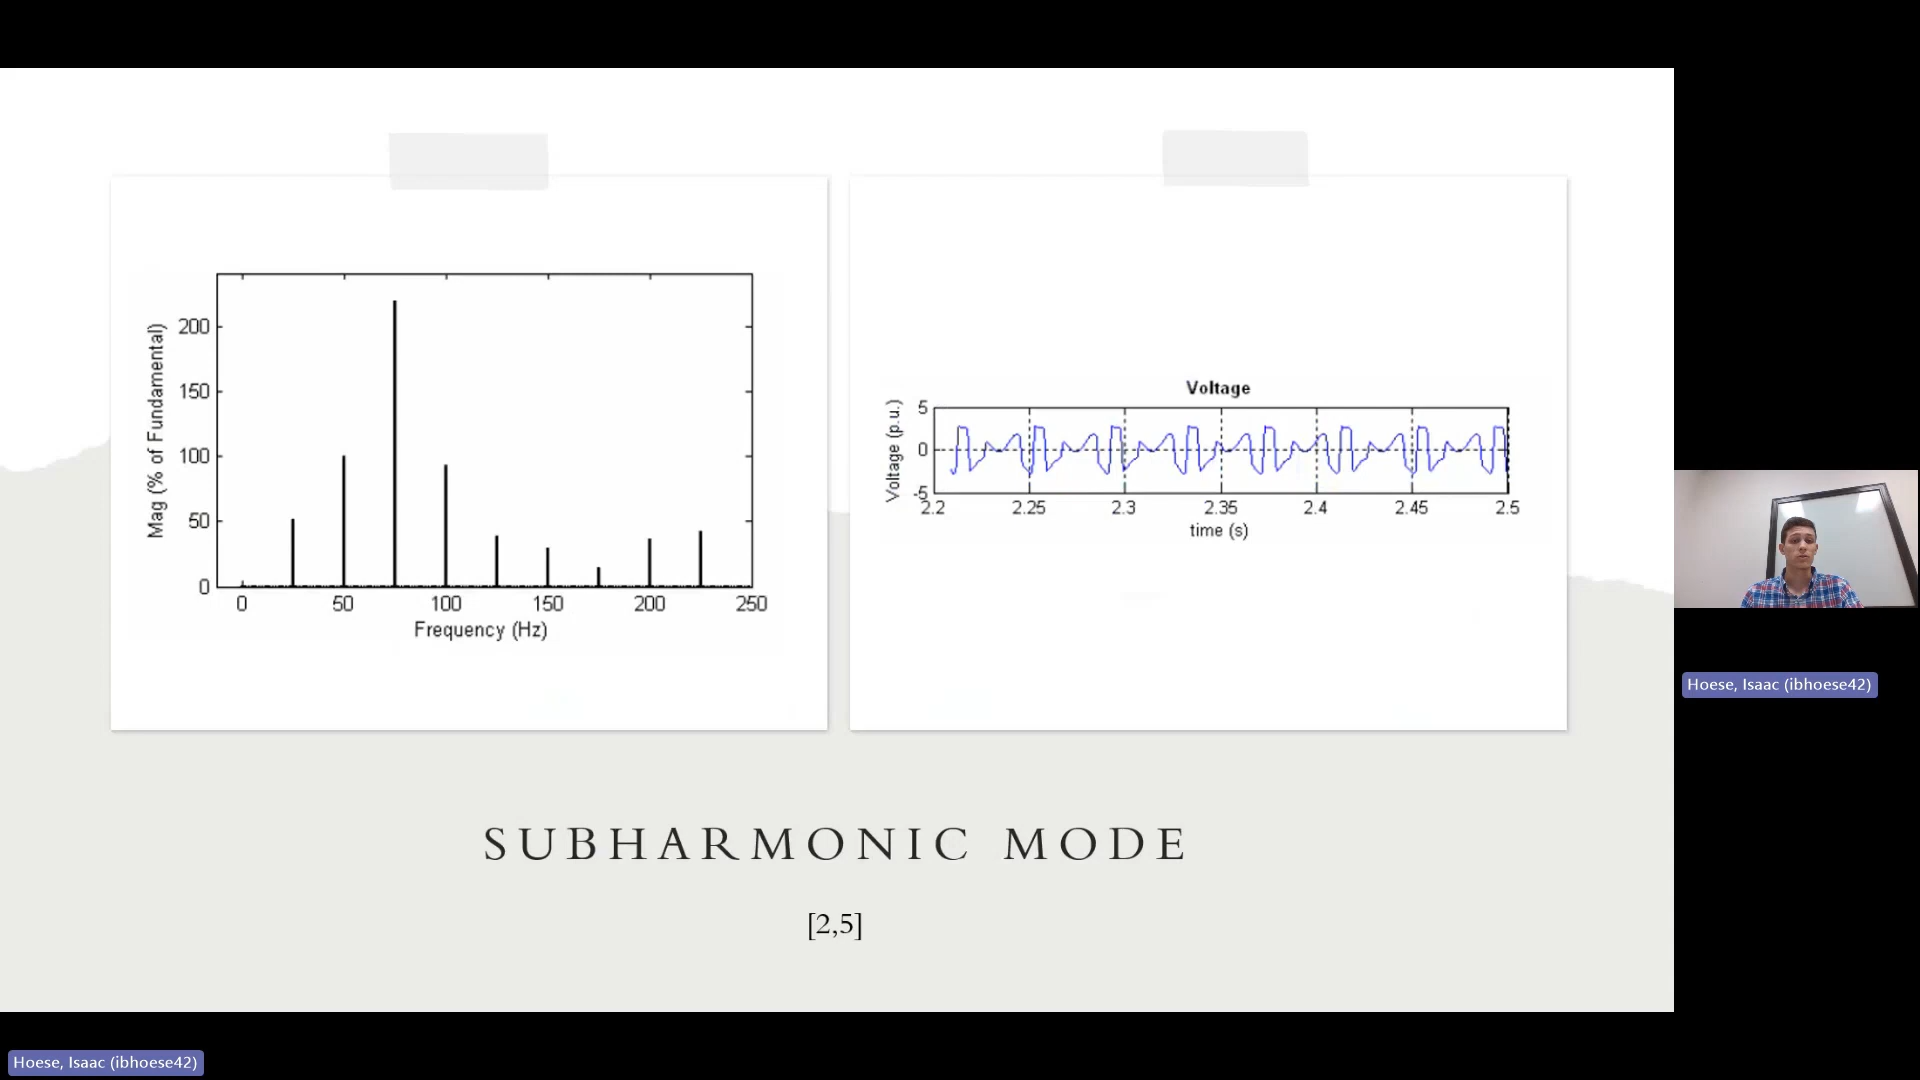 Mag (% of Fundamental)
200
150
100
50
0
0 50 100 150 200 250
Frequency (Hz)
Voltage
Voltage (p.u.)
5
0
-5
2.2 2.25 2.3 2.35 2.4 2.45 2.5
time (s)
SUBHARMONIC MODE
[2,5]
Hoese, Isaac (ibhoese42)
Hoese, Isaac (ibhoese42)